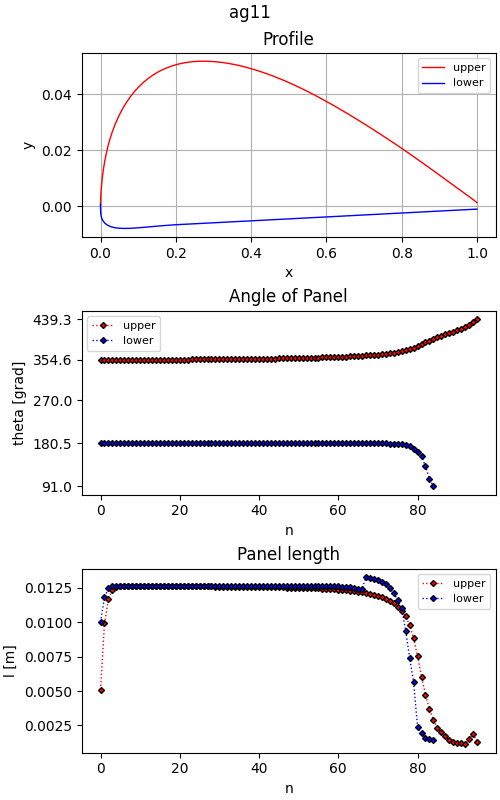 ag11
Profile
upper
lower
0.04
0.02
0.00
y
0.0
0.2
0.4
0.6
0.8
1.0
x
Angle of Panel
upper
lower
439.3
354.6
270.0
180.5
91.0
theta [grad]
0
20
40
60
80
n
Panel length
upper
lower
0.0125
0.0100
0.0075
0.0050
0.0025
l [m]
0
20
40
60
80
n